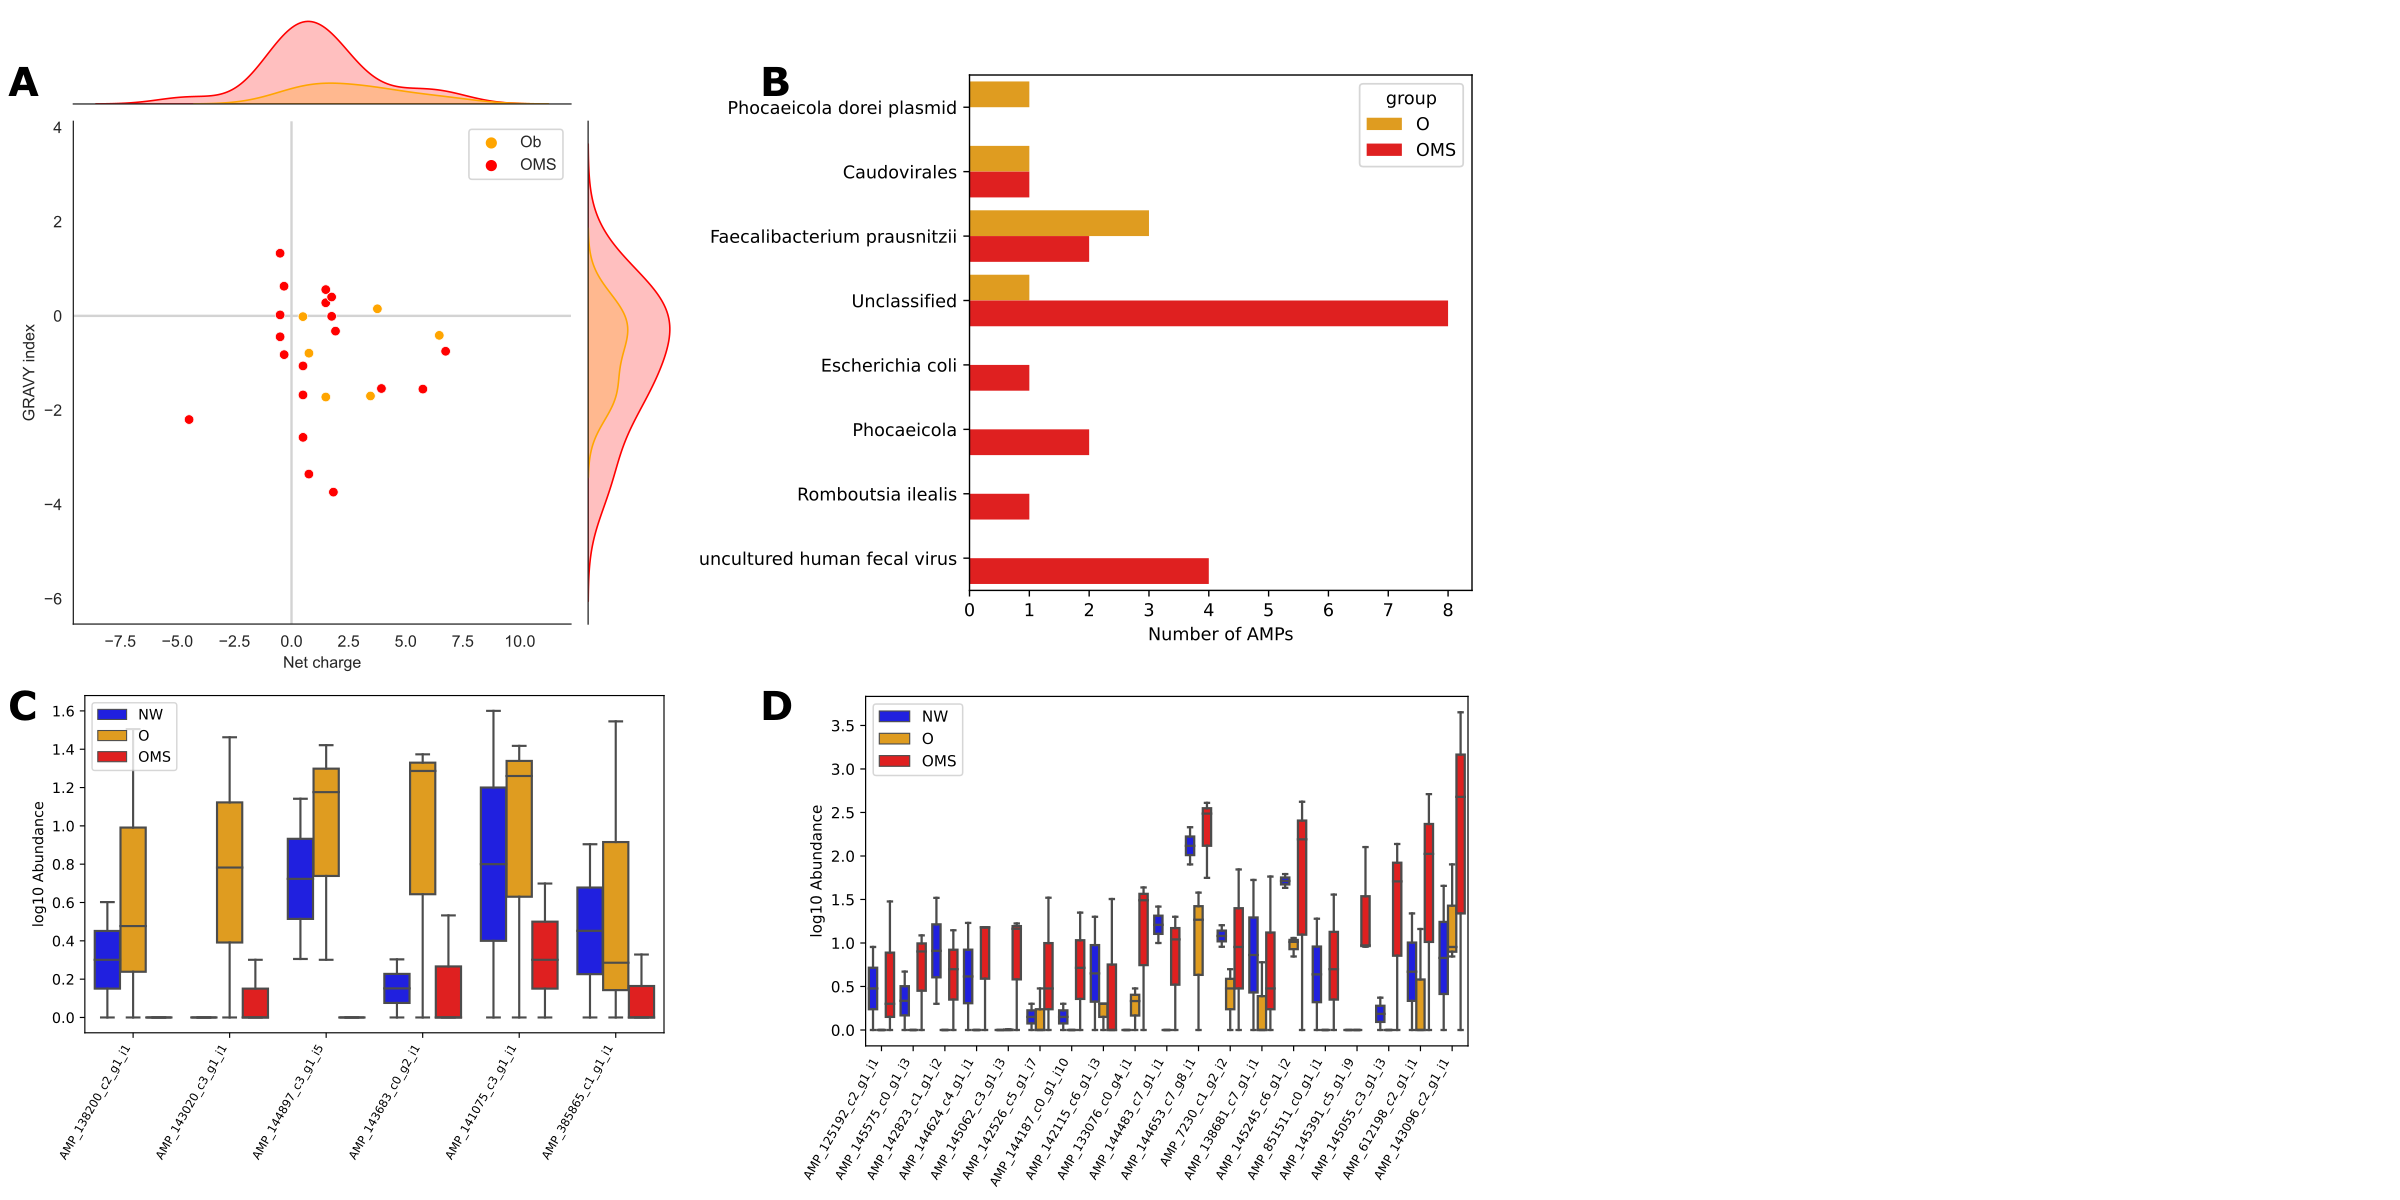 A
4
2
0
−2
−4
−6
GRAVY index
Ob
OMS
−7.5 −5.0 −2.5 0.0 2.5 5.0 7.5 10.0
Net charge
B
Phocaeicola dorei plasmid
Caudovirales
Faecalibacterium prausnitzii
Unclassified
Escherichia coli
Phocaeicola
Romboutsia ilealis
uncultured human fecal virus
group
O
OMS
0 1 2 3 4 5 6 7 8
Number of AMPs
C
1.6
1.4
1.2
1.0
0.8
0.6
0.4
0.2
0.0
log10 Abundance
NW
O
OMS
AMP_138200_c2_g1_i1
AMP_143020_c3_g1_i1
AMP_144897_c3_g1_i5
AMP_143683_c0_g2_i1
AMP_141075_c3_g1_i1
AMP_385865_c1_g1_i1
D
3.5
3.0
2.5
2.0
1.5
1.0
0.5
0.0
log10 Abundance
NW
O
OMS
AMP_125192_c2_g1_i1
AMP_145575_c0_g1_i3
AMP_142823_c1_g1_i2
AMP_144624_c4_g1_i1
AMP_145062_c3_g1_i3
AMP_142526_c5_g1_i7
AMP_144187_c0_g1_i10
AMP_142115_c6_g1_i3
AMP_133076_c0_g4_i1
AMP_144483_c7_g1_i1
AMP_144653_c7_g8_i1
AMP_7230_c1_g2_i2
AMP_138681_c7_g1_i1
AMP_145245_c6_g1_i2
AMP_851511_c0_g1_i1
AMP_145391_c5_g1_i9
AMP_145055_c3_g1_i3
AMP_612198_c2_g1_i1
AMP_143096_c2_g1_i1